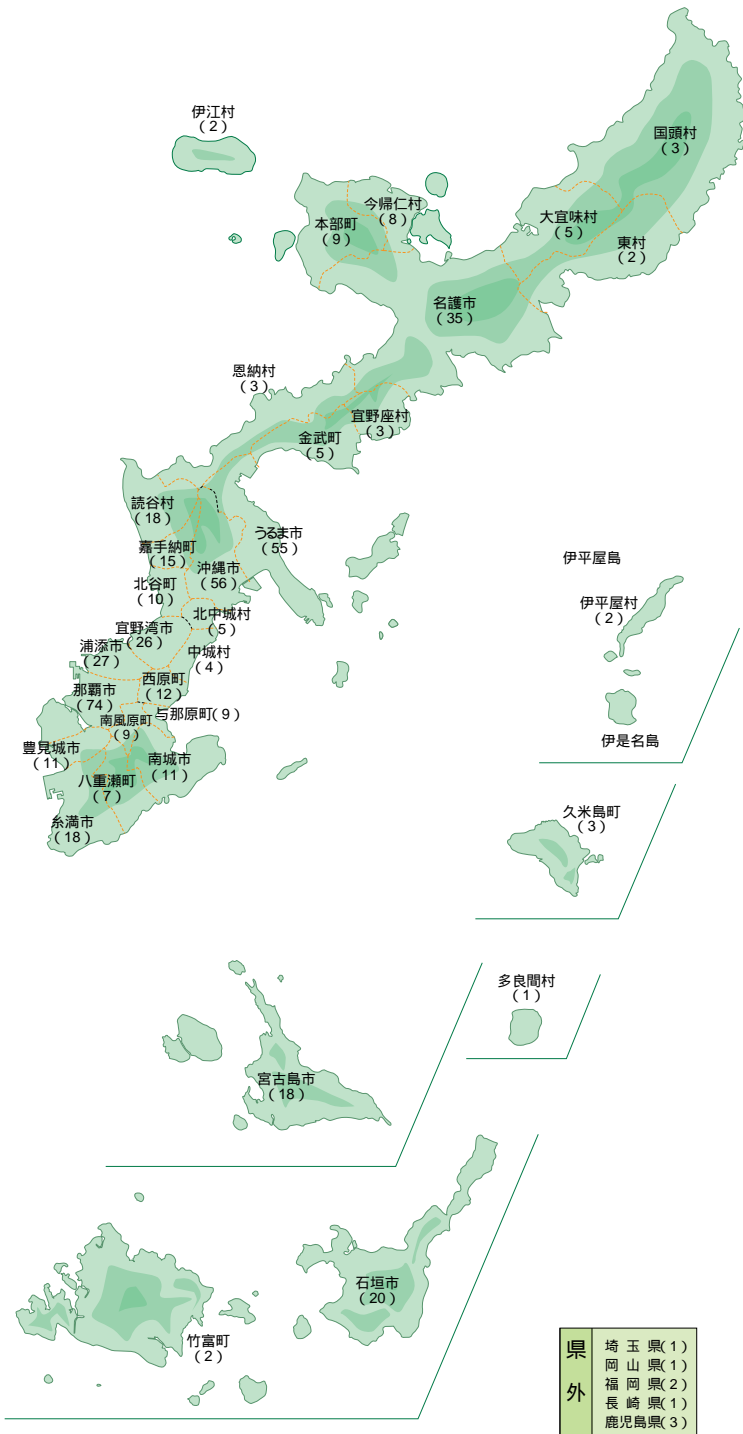 伊江村
(2)
国頭村
(3)
今帰仁村
(8)
本部町
(9)
大宜味村
(5)
東村
(2)
名護市
(35)
恩納村
(3)
宜野座村
(3)
金武町
(5)
読谷村
(18)
うるま市
(55)
嘉手納町
(15)
沖縄市
(56)
北谷町
(10)
北中城村
(5)
宜野湾市
(26)
浦添市
(27)
中城村
(4)
西原町
(12)
那覇市
(74)
与那原町(9)
南風原町
(9)
豊見城市
(11)
南城市
(11)
八重瀬町
(7)
糸満市
(18)
伊平屋島
伊平屋村
(2)
伊是名島
久米島町
(3)
多良間村
(1)
宮古島市
(18)
石垣市
(20)
竹富町
(2)
県外
埼玉県(1)
岡山県(1)
福岡県(2)
長崎県(1)
鹿児島県(3)